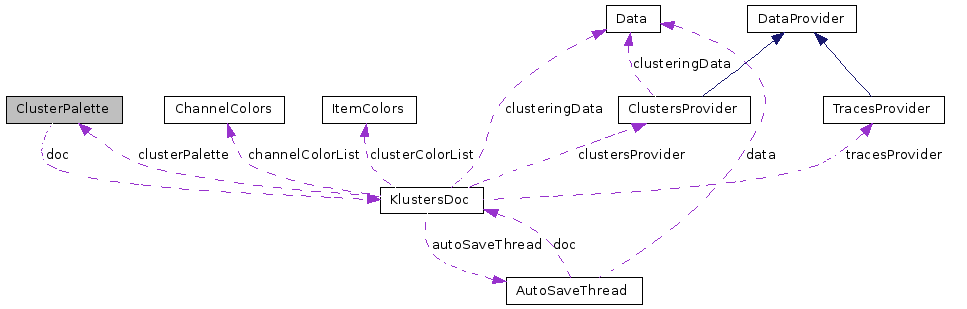 Data
DataProvider
clusteringData
ClusterPalette
ChannelColors
ItemColors
clusteringData
ClustersProvider
TracesProvider
doc
clusterPalette
channelColorList
clusterColorList
clustersProvider
data
tracesProvider
KlustersDoc
autoSaveThread
doc
AutoSaveThread